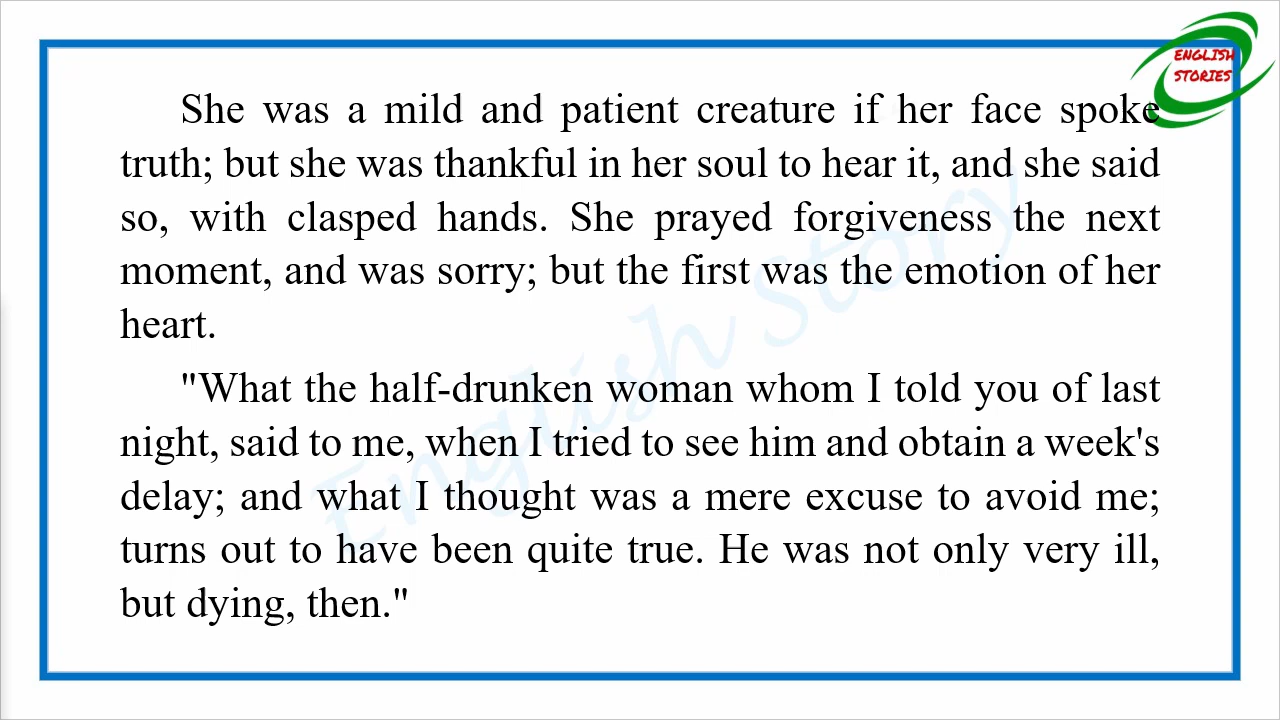 ENGLISH
STORIES
She was a mild and patient creature if her face spoke
truth; but she was thankful in her soul to hear it, and she said
so, with clasped hands. She prayed forgiveness the next
moment, and was sorry; but the first was the emotion of her
heart.
"What the half-drunken woman whom I told you of last
night, said to me, when I tried to see him and obtain a week's
delay; and what I thought was a mere excuse to avoid me;
turns out to have been quite true. He was not only very ill,
but dying, then."
English Story